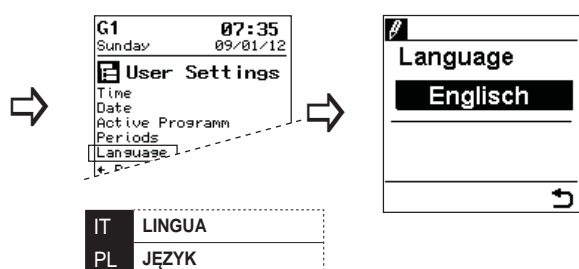 G1 07:35
Sunday 09/01/12
User Settings
Time
Date
Active Programm
Periods
Language
Language
Englisch
IT LINGUA
PL JĘZYK